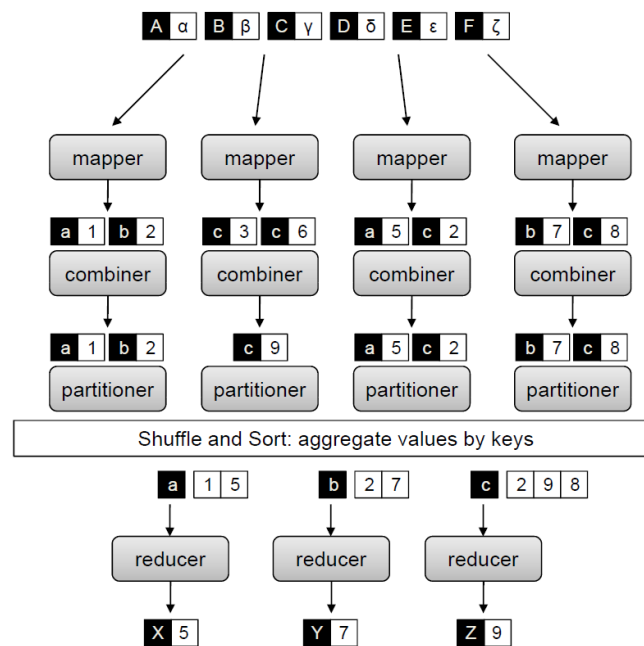 A α B β C γ D δ E ε F ζ
mapper mapper mapper mapper
a 1 b 2 c 3 c 6 a 5 c 2 b 7 c 8
combiner combiner combiner combiner
a 1 b 2 c 9 a 5 c 2 b 7 c 8
partitioner partitioner partitioner partitioner
Shuffle and Sort: aggregate values by keys
a 1 5 b 2 7 c 2 9 8
reducer reducer reducer
X 5 Y 7 Z 9